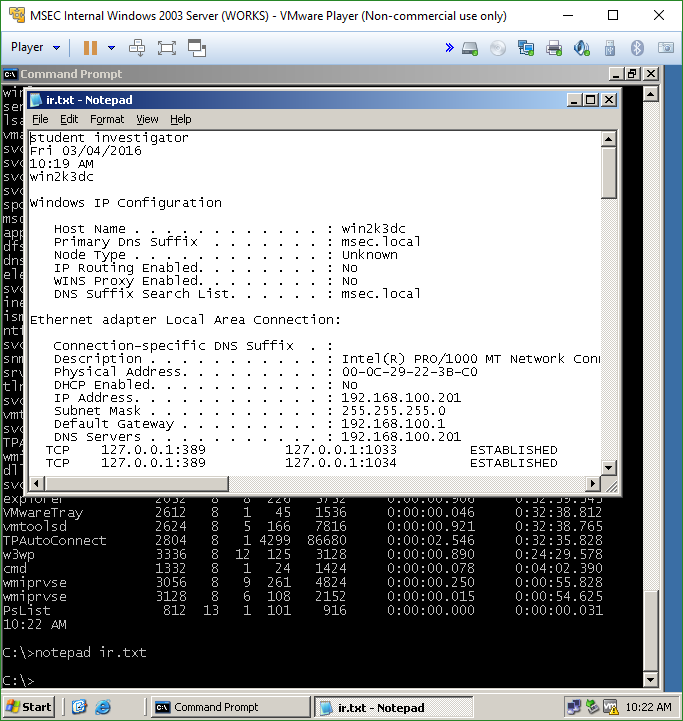 MSEC Internal Windows 2003 Server (WORKS) - VMware Player (Non-commercial use only)
Player
Command Prompt
ir.txt - Notepad
File Edit Format View Help
student investigator
Fri 03/04/2016
10:19 AM
win2k3dc
Windows IP Configuration
Host Name . . . . . . . . . . . . : win2k3dc
Primary Dns Suffix . . . . . . . : msec.local
Node Type . . . . . . . . . . . . : Unknown
IP Routing Enabled. . . . . . . . : No
WINS Proxy Enabled. . . . . . . . : No
DNS Suffix Search List. . . . . . : msec.local
Ethernet adapter Local Area Connection:
Connection-specific DNS Suffix . :
Description . . . . . . . . . . . : Intel(R) PRO/1000 MT Network Conn
Physical Address. . . . . . . . . : 00-0C-29-22-3B-C0
DHCP Enabled. . . . . . . . . . . : No
IP Address. . . . . . . . . . . . : 192.168.100.201
Subnet Mask . . . . . . . . . . . : 255.255.255.0
Default Gateway . . . . . . . . . : 192.168.100.1
DNS Servers . . . . . . . . . . . : 192.168.100.201
TCP 127.0.0.1:389 127.0.0.1:1033 ESTABLISHED
TCP 127.0.0.1:389 127.0.0.1:1034 ESTABLISHED
explorer 2032 8 8 226 3732 0:00:00.906 0:32:39.343
VMwareTray 2612 8 1 45 1536 0:00:00.046 0:32:38.812
vmtoolsd 2624 8 5 166 7816 0:00:00.921 0:32:38.765
TPAutoConnect 2804 8 1 4299 86680 0:00:02.546 0:32:35.828
w3wp 3336 8 12 125 3128 0:00:00.890 0:24:29.578
cmd 1332 8 1 24 1424 0:00:00.078 0:04:02.390
wmiprvse 3056 8 9 261 4824 0:00:00.250 0:00:55.828
wmiprvse 3128 8 6 108 2152 0:00:00.015 0:00:54.625
PsList 812 13 1 101 916 0:00:00.000 0:00:00.031
10:22 AM
C:\>notepad ir.txt
C:\>
Start
Command Prompt
ir.txt - Notepad
10:22 AM